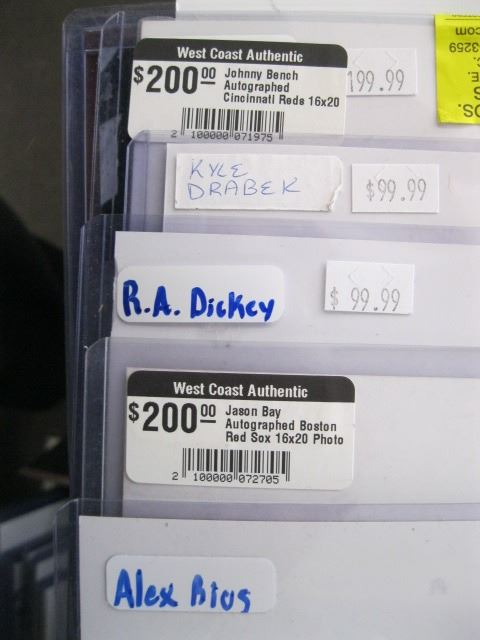 West Coast Authentic
$200.00 Johnny Bench
Autographed
Cincinnati Reds 16x20
2 100000 071975
199.99
KYLE
DRABEK
$99.99
R.A. Dickey
$ 99.99
West Coast Authentic
$200.00 Jason Bay
Autographed Boston
Red Sox 16x20 Photo
2 100000 072705
Alex Rios
3259
com